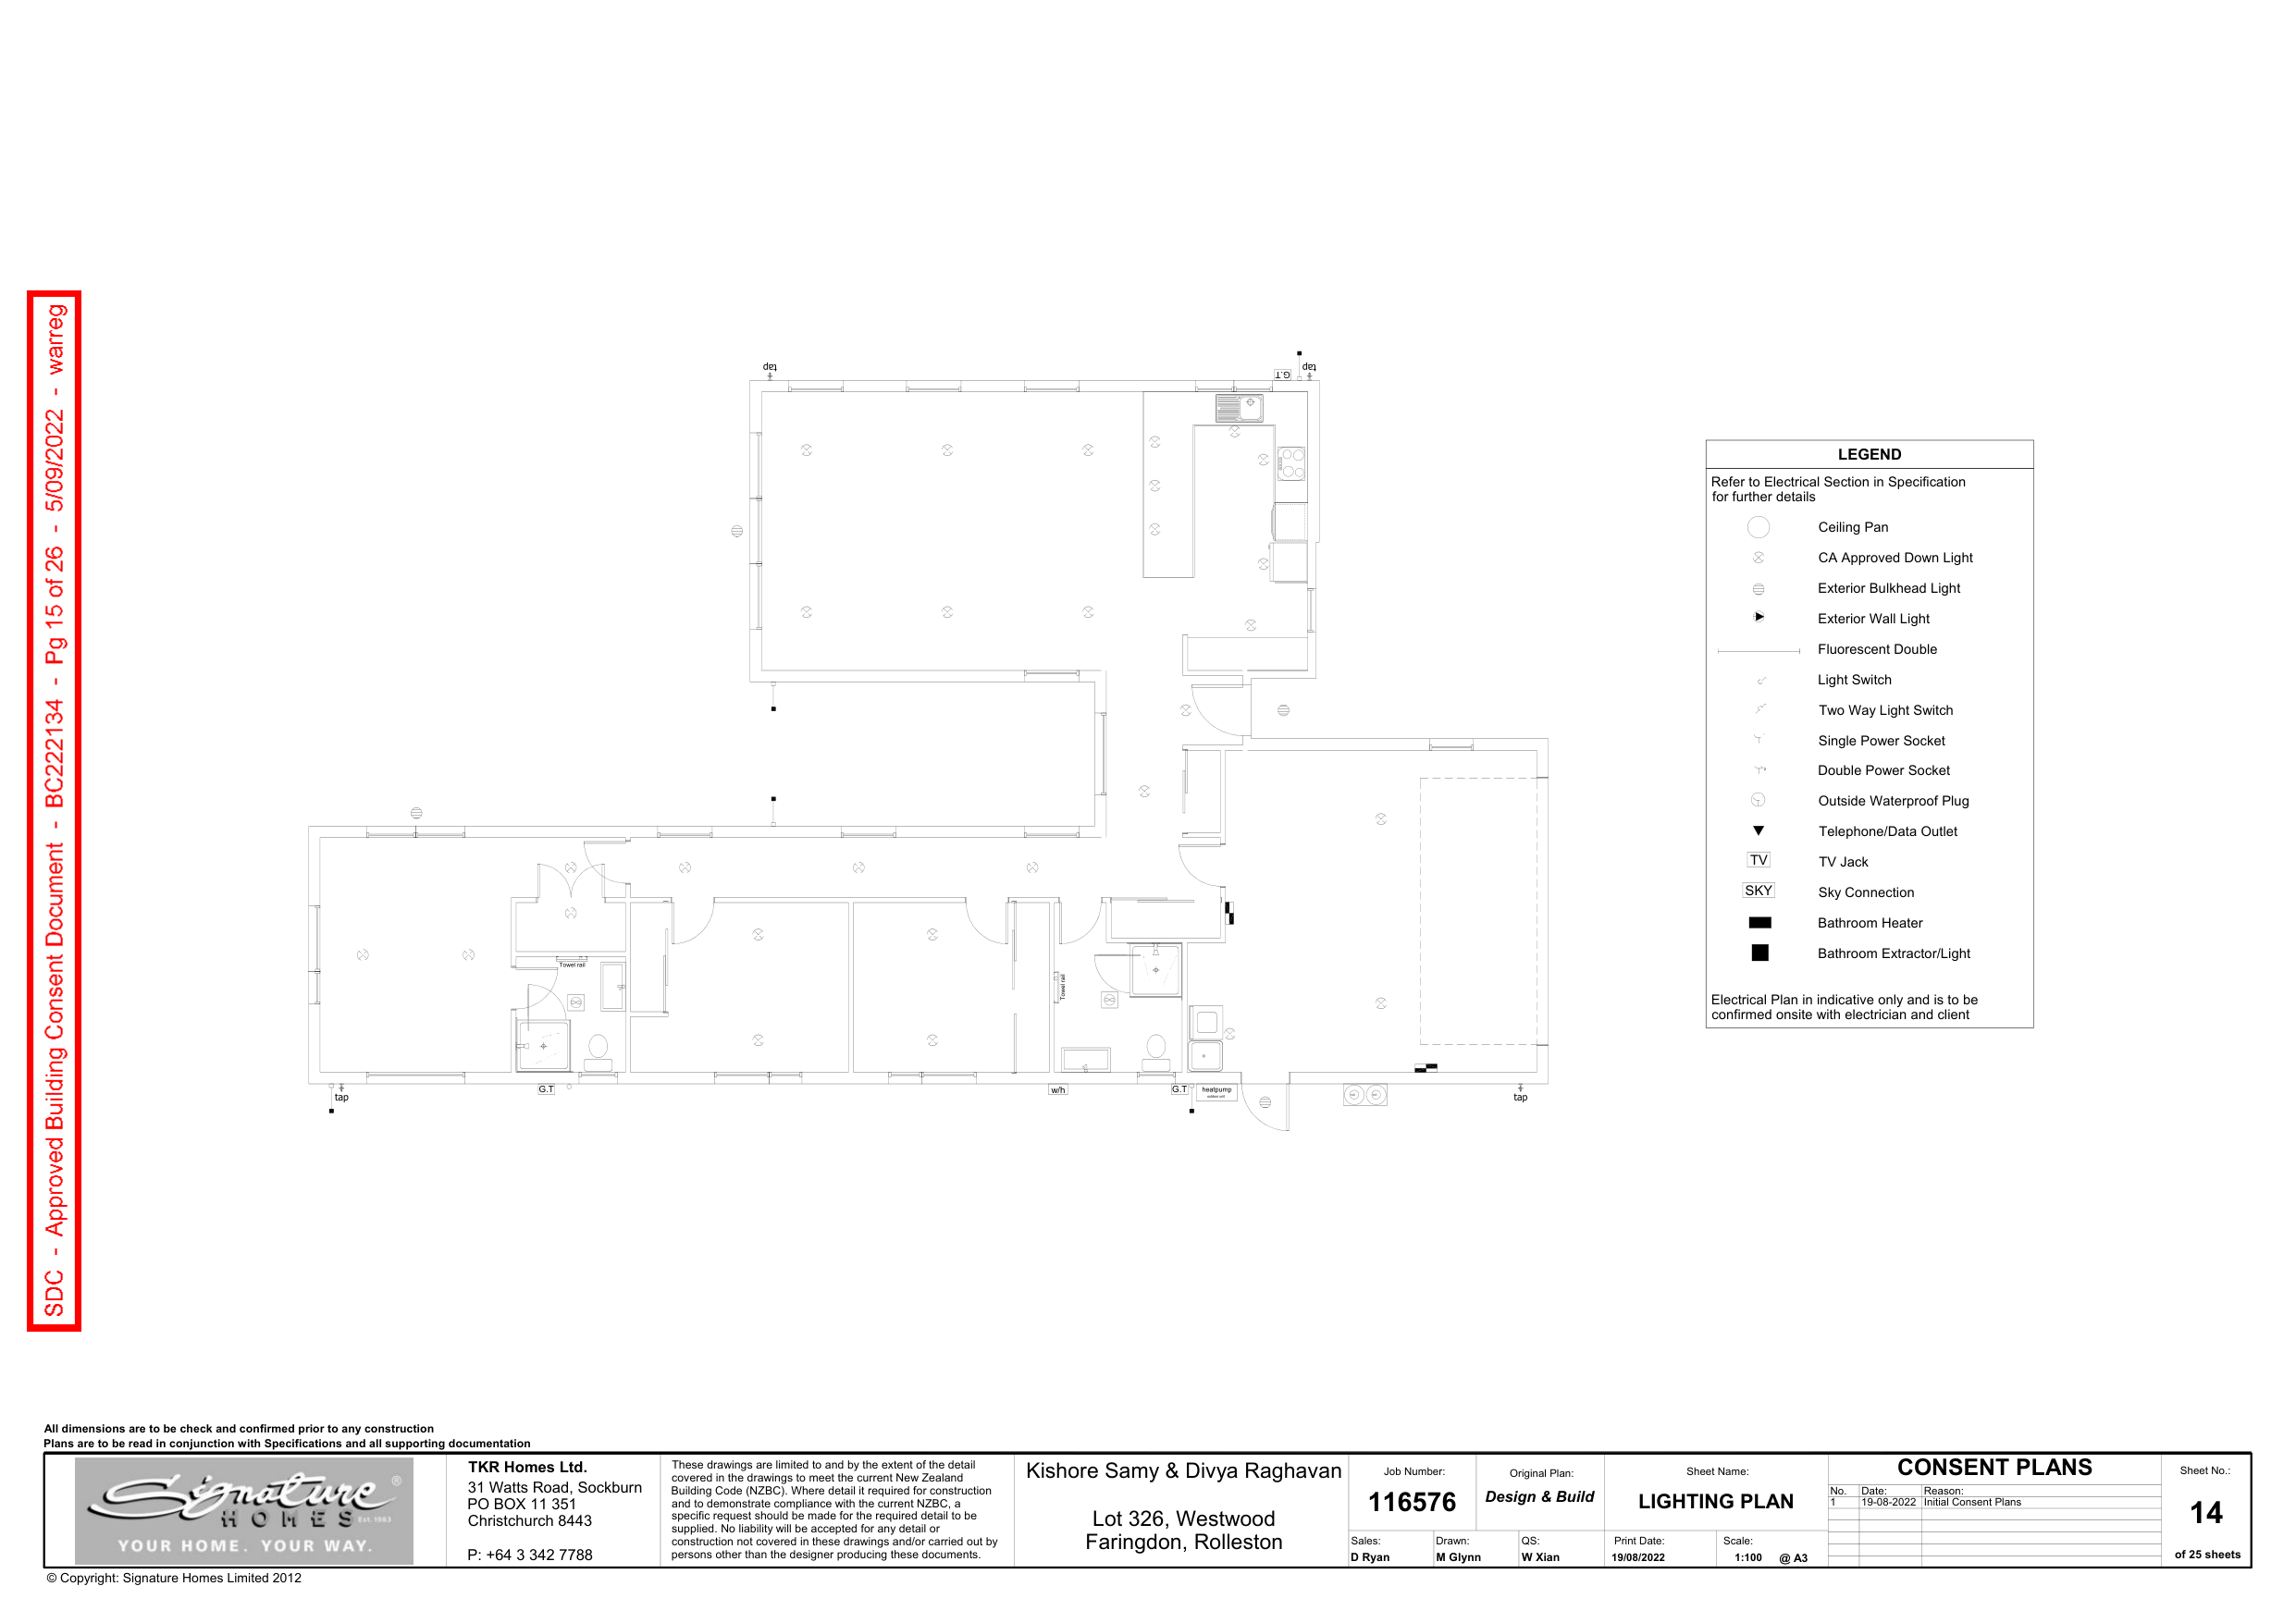 SDC - Approved Building Consent Document - BC222134 - Pg 15 of 26 - 5/09/2022 - warreg
tap
G.T
tap
Towel rail
Towel rail
tap
G.T
w/h
G.T
heatpump
outdoor unit
tap
LEGEND
Refer to Electrical Section in Specification
for further details
Ceiling Pan
CA Approved Down Light
Exterior Bulkhead Light
Exterior Wall Light
Fluorescent Double
Light Switch
Two Way Light Switch
Single Power Socket
Double Power Socket
Outside Waterproof Plug
Telephone/Data Outlet
TV TV Jack
SKY Sky Connection
Bathroom Heater
Bathroom Extractor/Light
Electrical Plan in indicative only and is to be
confirmed onsite with electrician and client
All dimensions are to be check and confirmed prior to any construction
Plans are to be read in conjunction with Specifications and all supporting documentation
Signature ®
HOMES Est. 1983
YOUR HOME. YOUR WAY.
TKR Homes Ltd.
31 Watts Road, Sockburn
PO BOX 11 351
Christchurch 8443
P: +64 3 342 7788
These drawings are limited to and by the extent of the detail
covered in the drawings to meet the current New Zealand
Building Code (NZBC). Where detail it required for construction
and to demonstrate compliance with the current NZBC, a
specific request should be made for the required detail to be
supplied. No liability will be accepted for any detail or
construction not covered in these drawings and/or carried out by
persons other than the designer producing these documents.
Kishore Samy & Divya Raghavan
Lot 326, Westwood
Faringdon, Rolleston
Job Number:
116576
Original Plan:
Design & Build
Sales:
D Ryan
Drawn:
M Glynn
QS:
W Xian
Sheet Name:
LIGHTING PLAN
Print Date:
19/08/2022
Scale:
1:100 @ A3
CONSENT PLANS
No. Date: Reason:
1 19-08-2022 Initial Consent Plans
Sheet No.:
14
of 25 sheets
© Copyright: Signature Homes Limited 2012